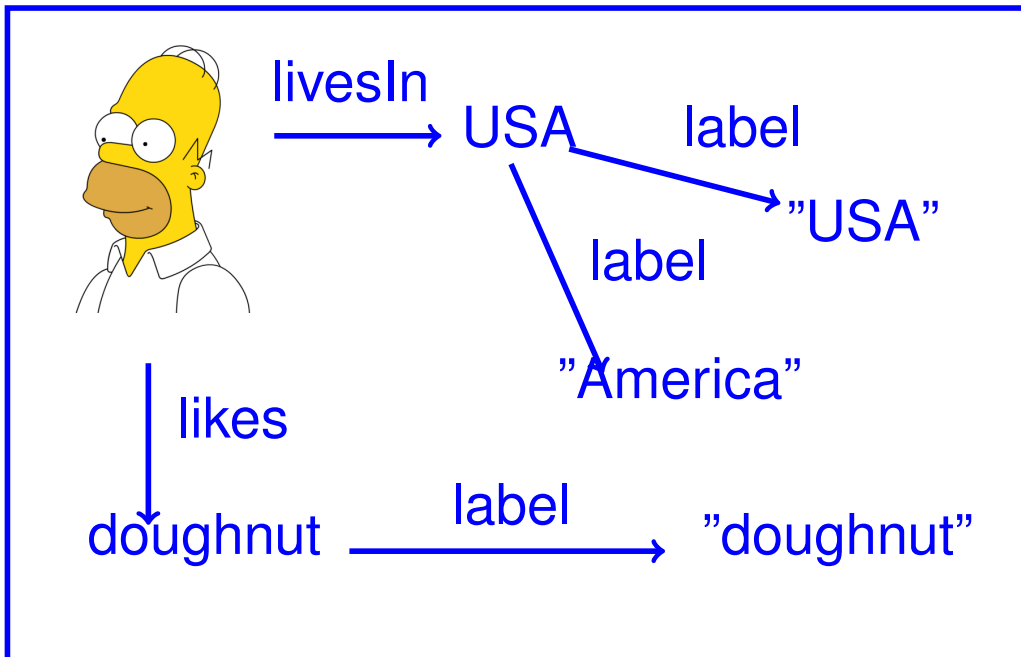 livesIn
USA
label
”USA”
label
”America”
likes
doughnut
label
”doughnut”